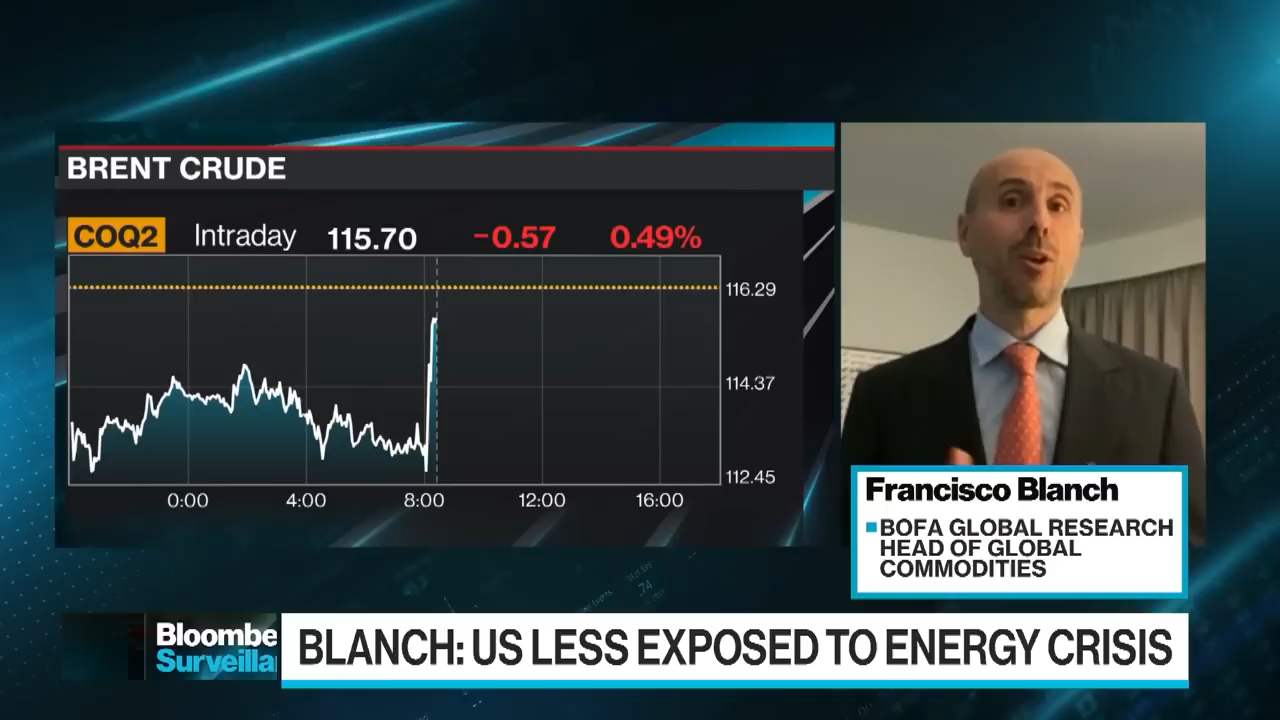 BRENT CRUDE
COQ2 Intraday 115.70 −0.57 0.49%
116.29
114.37
112.45
0:00 4:00 8:00 12:00 16:00
Francisco Blanch
BOFA GLOBAL RESEARCH
HEAD OF GLOBAL
COMMODITIES
Bloombe
Surveilla
BLANCH: US LESS EXPOSED TO ENERGY CRISIS